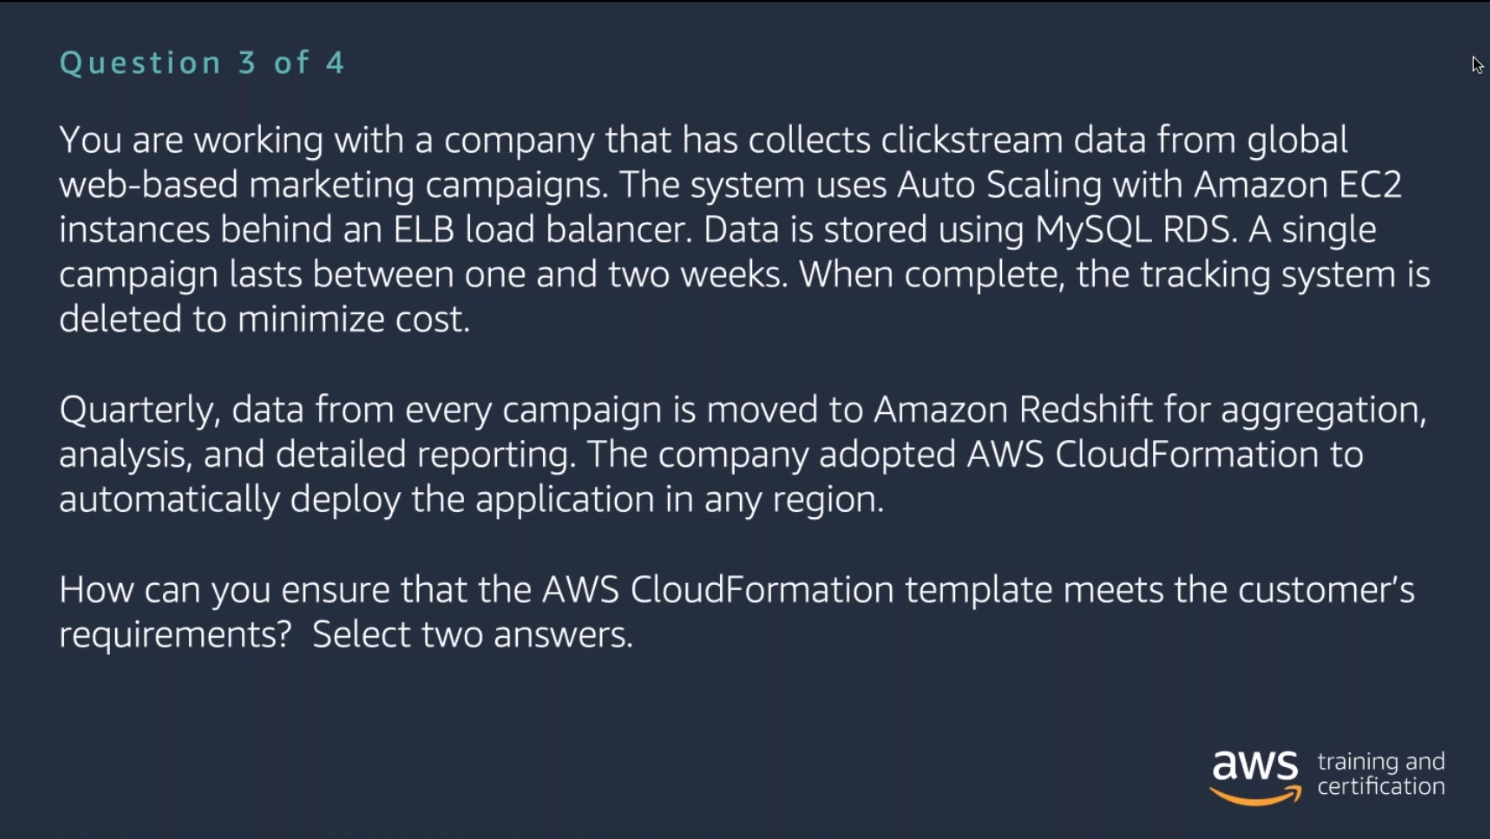 Question 3 of 4
You are working with a company that has collects clickstream data from global
web-based marketing campaigns. The system uses Auto Scaling with Amazon EC2
instances behind an ELB load balancer. Data is stored using MySQL RDS. A single
campaign lasts between one and two weeks. When complete, the tracking system is
deleted to minimize cost.
Quarterly, data from every campaign is moved to Amazon Redshift for aggregation,
analysis, and detailed reporting. The company adopted AWS CloudFormation to
automatically deploy the application in any region.
How can you ensure that the AWS CloudFormation template meets the customer’s
requirements?  Select two answers.
aws training and
certification